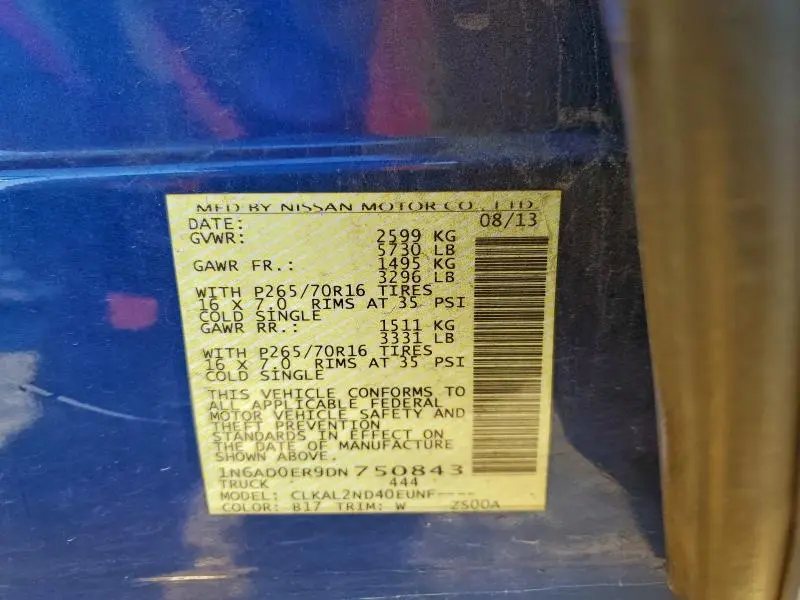 MFD BY NISSAN MOTOR CO., LTD
DATE: 08/13
GVWR: 2599 KG
5730 LB
GAWR FR.: 1495 KG
3296 LB
WITH P265/70R16 TIRES
16 X 7.0 RIMS AT 35 PSI
COLD SINGLE
GAWR RR.: 1511 KG
3331 LB
WITH P265/70R16 TIRES
16 X 7.0 RIMS AT 35 PSI
COLD SINGLE
THIS VEHICLE CONFORMS TO
ALL APPLICABLE FEDERAL
MOTOR VEHICLE SAFETY AND
THEFT PREVENTION
STANDARDS IN EFFECT ON
THE DATE OF MANUFACTURE
SHOWN ABOVE.
1N6AD0ER9DN750843
TRUCK 444
MODEL: CLKAL2ND40EUNF----
COLOR: B17 TRIM: W ZS00A